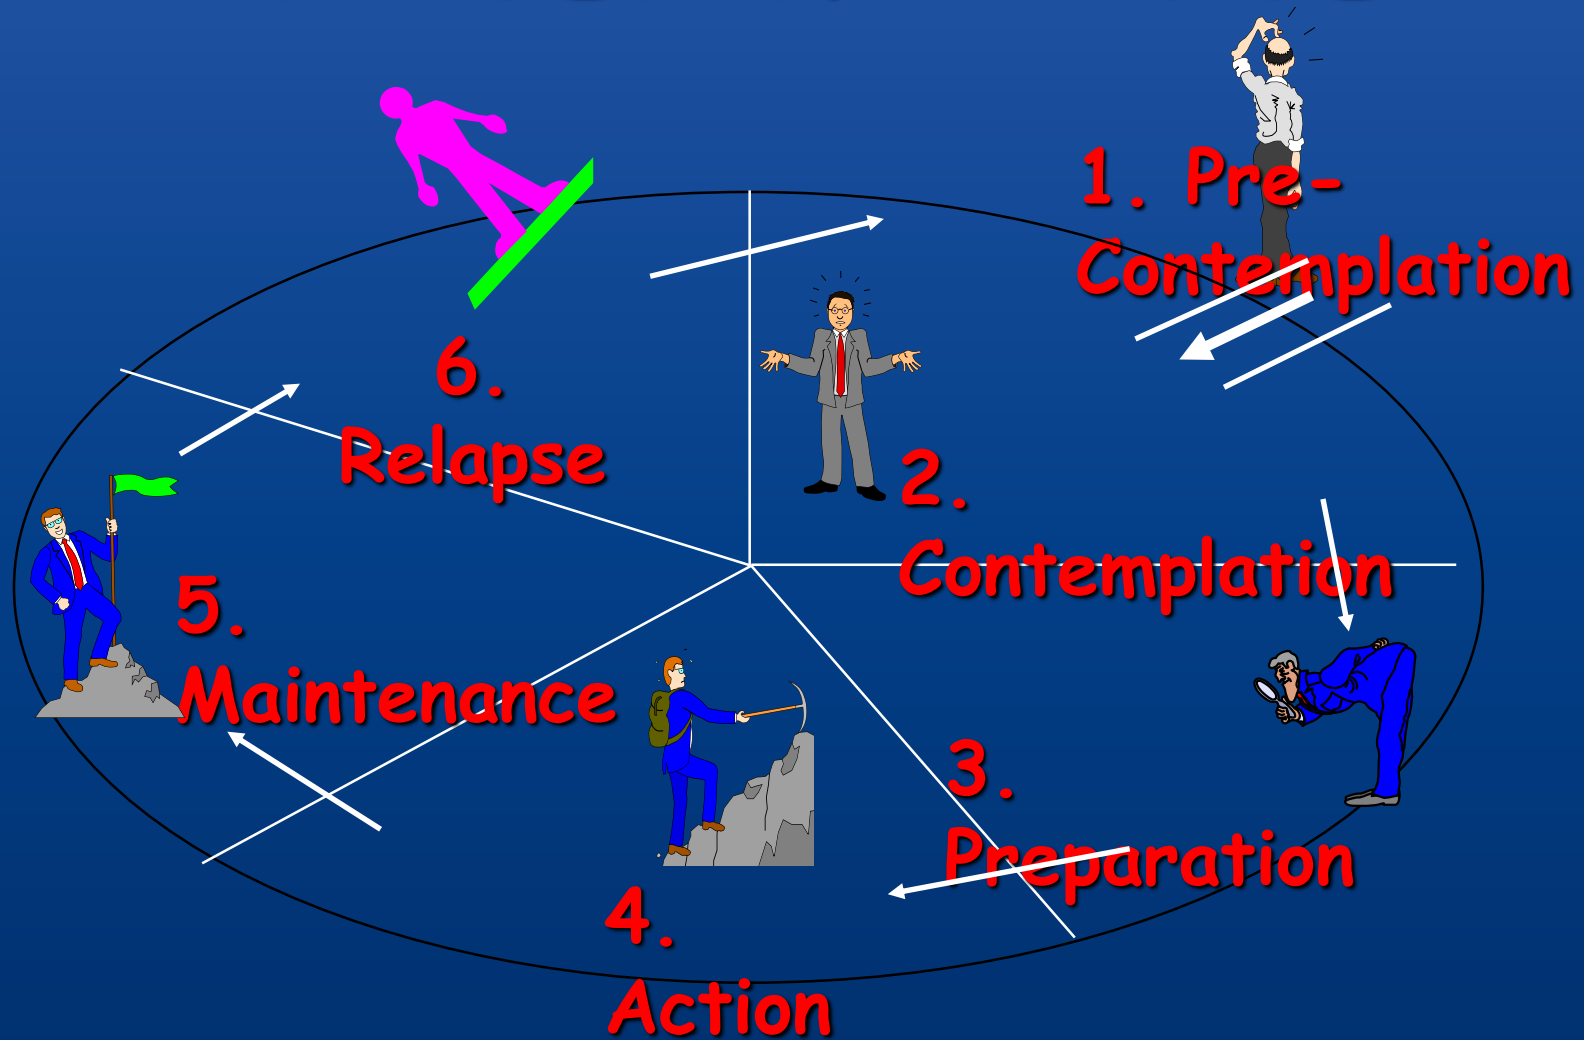 1. Pre-
Contemplation
2.
Contemplation
3.
Preparation
4.
Action
5.
Maintenance
6.
Relapse